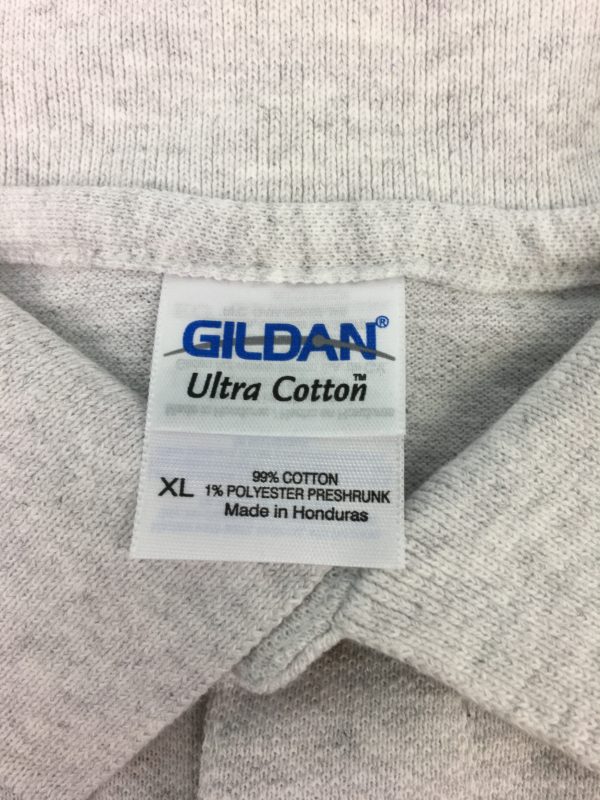 GILDAN®
Ultra Cotton™
XL
99% COTTON
1% POLYESTER PRESHRUNK
Made in Honduras